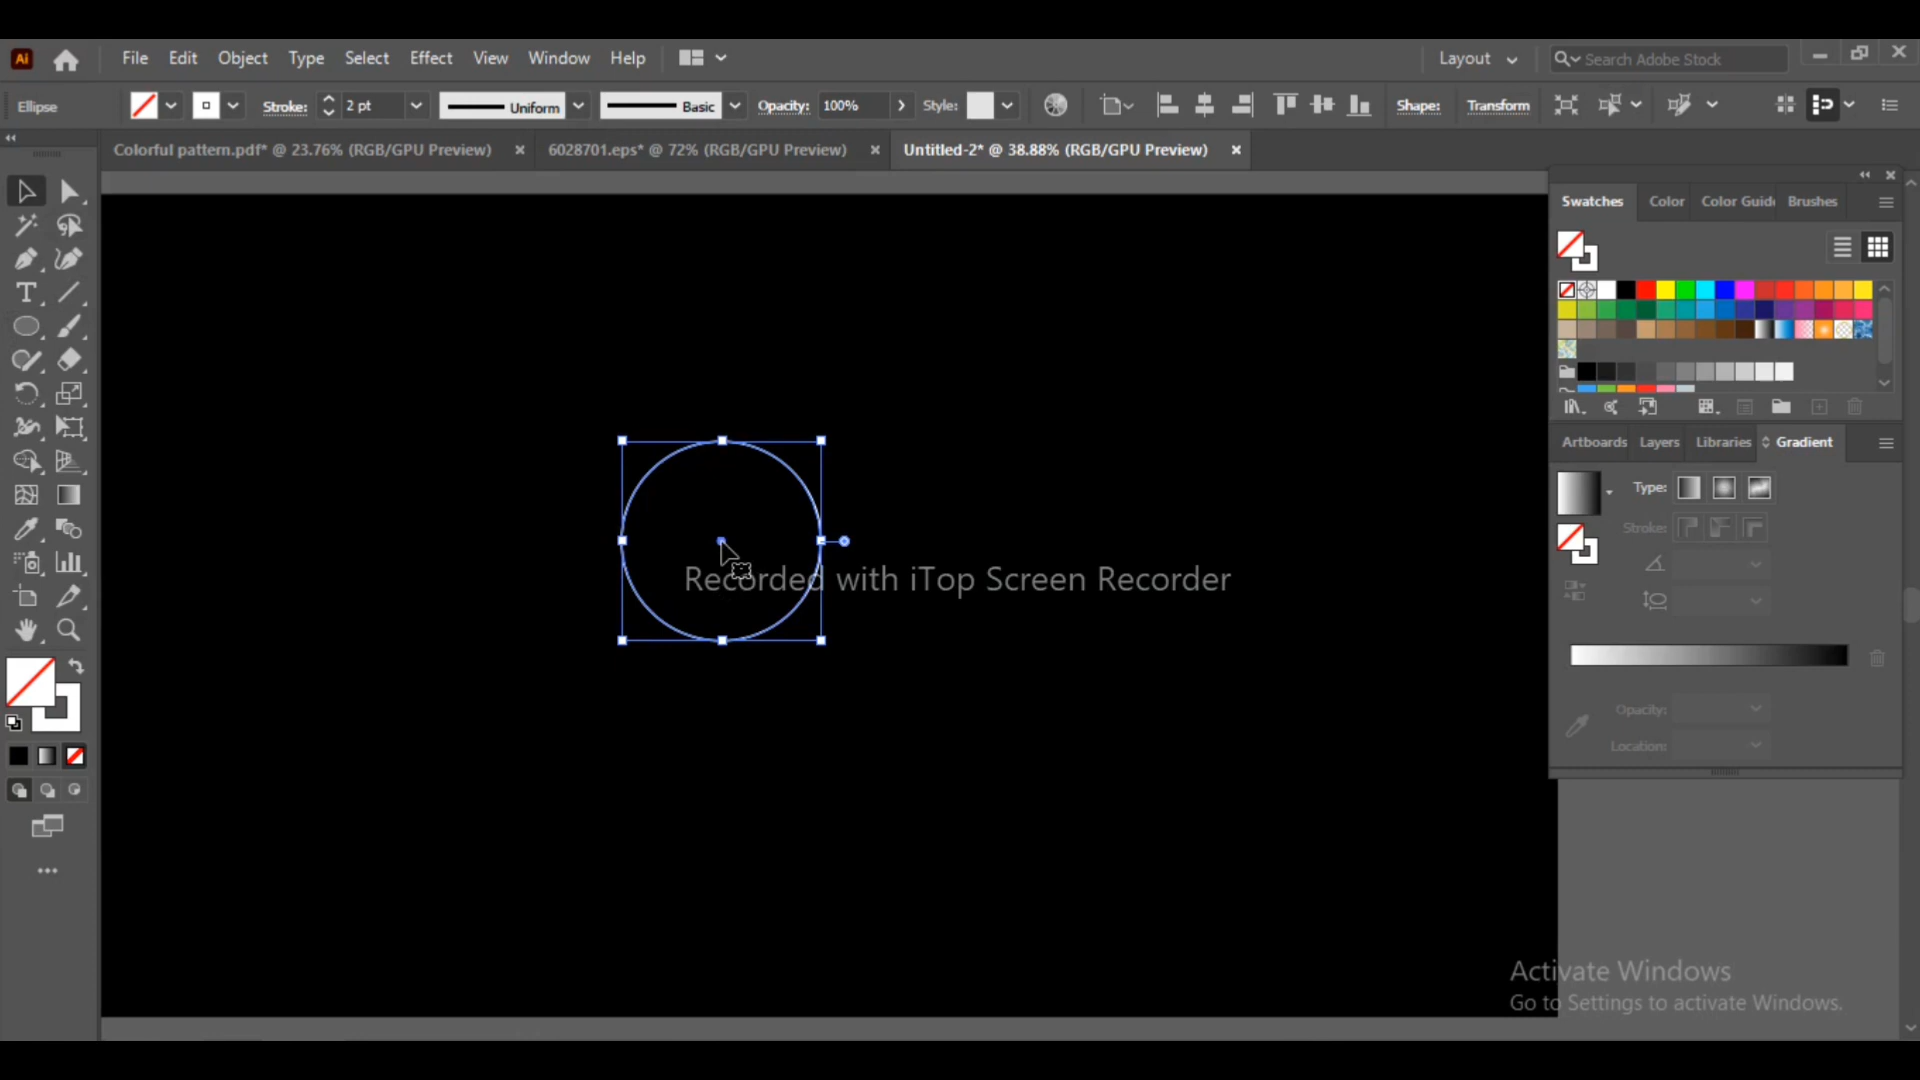 Ai File Edit Object Type Select Effect View Window Help Layout Search Adobe Stock
Ellipse Stroke: 2 pt Uniform Basic Opacity: 100% Style: Shape: Transform
Colorful pattern.pdf* @ 23.76% (RGB/GPU Preview) 6028701.eps* @ 72% (RGB/GPU Preview) Untitled-2* @ 38.88% (RGB/GPU Preview)
Swatches Color Color Guid Brushes
Artboards Layers Libraries Gradient
Type:
Stroke:
Recorded with iTop Screen Recorder
Opacity:
Location:
Activate Windows
Go to Settings to activate Windows.